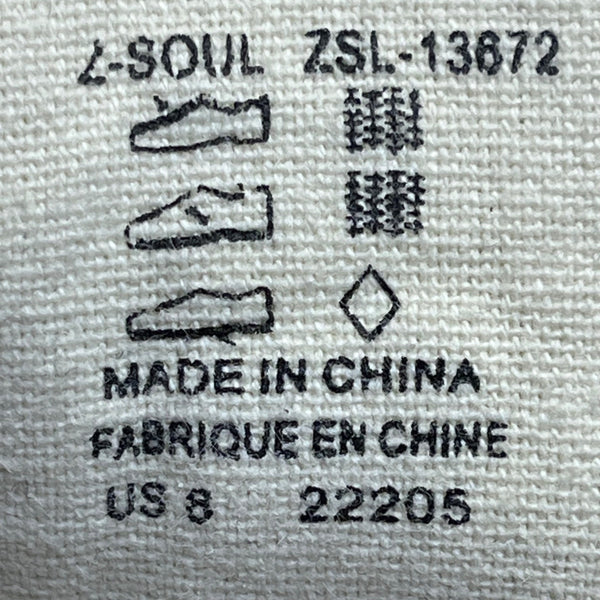 Z-SOUL ZSL-13672
MADE IN CHINA
FABRIQUE EN CHINE
US 8 22205